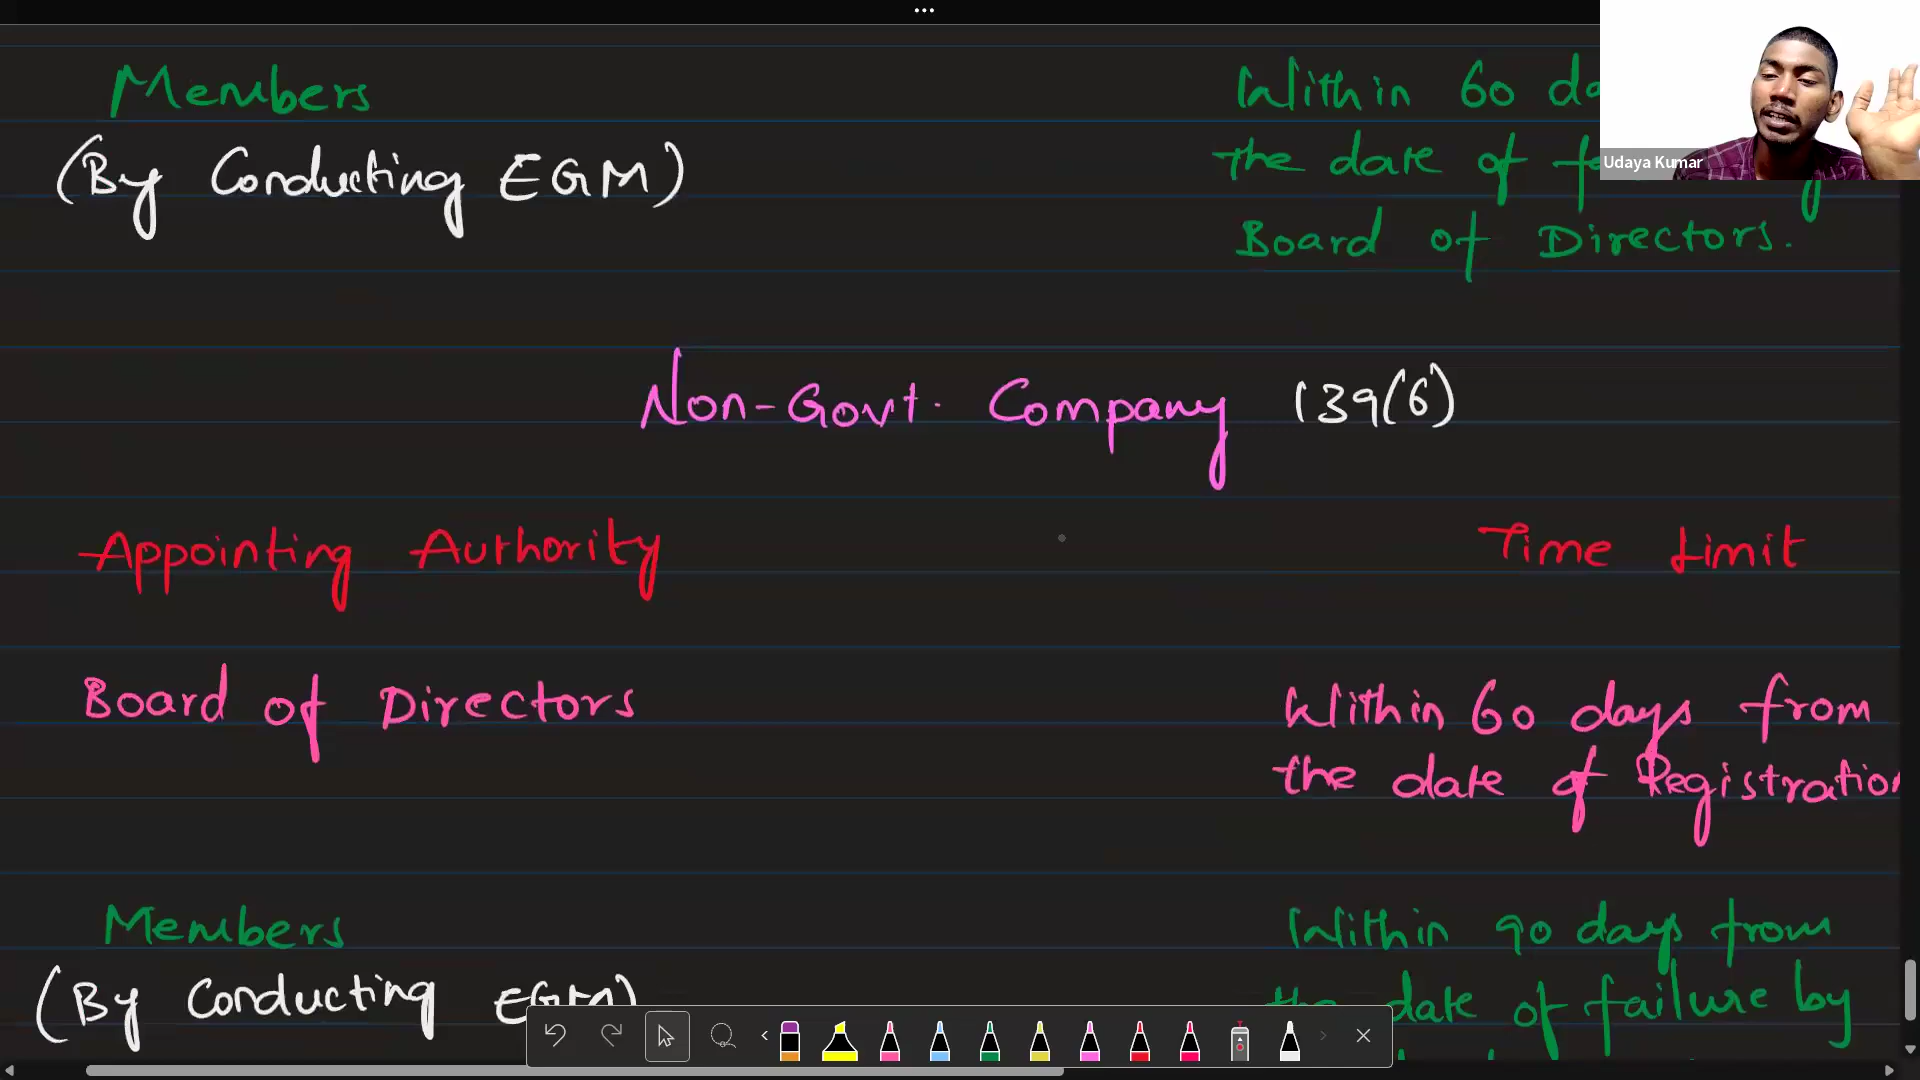 Members
(By Conducting EGM)
Within 60
the date of
Board of Directors.
Udaya Kumar
Non-Govt. Company 139(6)
Appointing Authority
Time Limit
Board of Directors
Within 60 days from
the date of Registration
Members
(By Conducting EGM)
Within 90 days from
the date of failure by